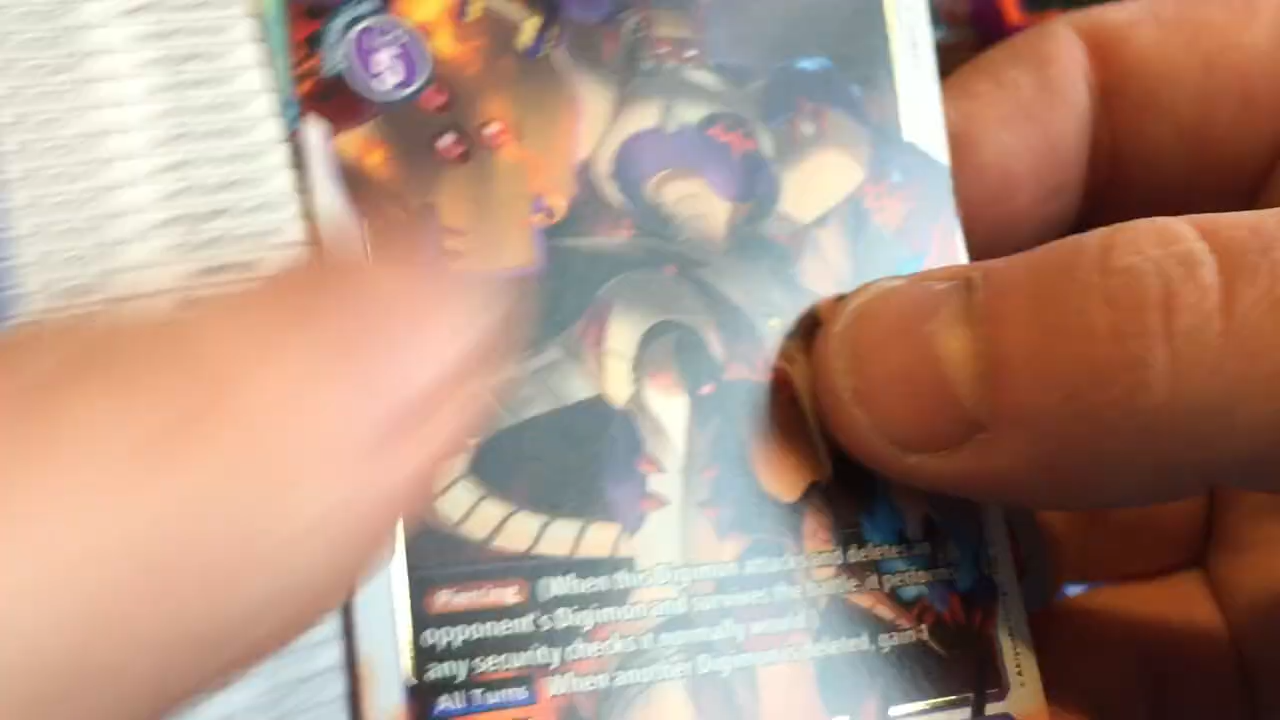 Piercing (When this Digimon attacks and deletes an
opponent's Digimon and survives the battle, it performs
any security checks it normally would.)
All Turns When another Digimon is deleted, gain 1